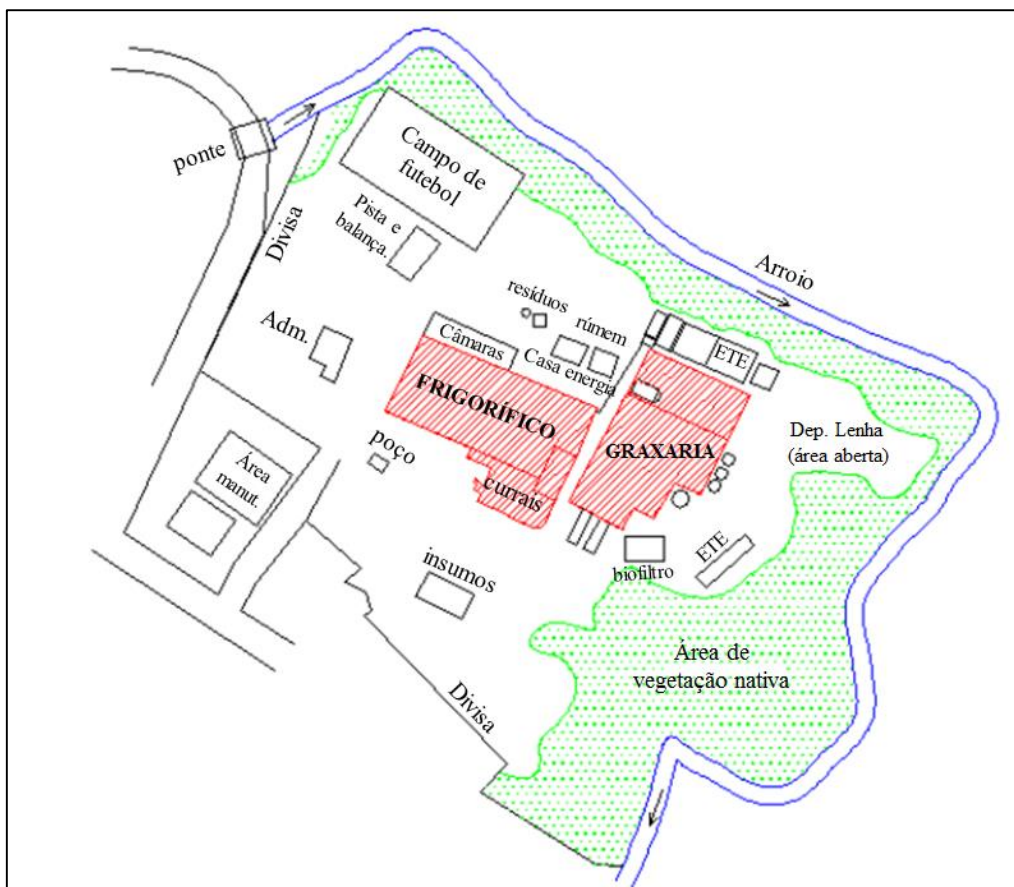 ponte
Campo de
futebol
Pista e
balança.
Divisa
Arroio
resíduos
rúmem
ETE
Adm.
Câmaras
Casa energia
FRIGORÍFICO
GRAXARIA
Dep. Lenha
(área aberta)
poço
Área
manut.
currais
ETE
insumos
biofiltro
Área de
vegetação nativa
Divisa